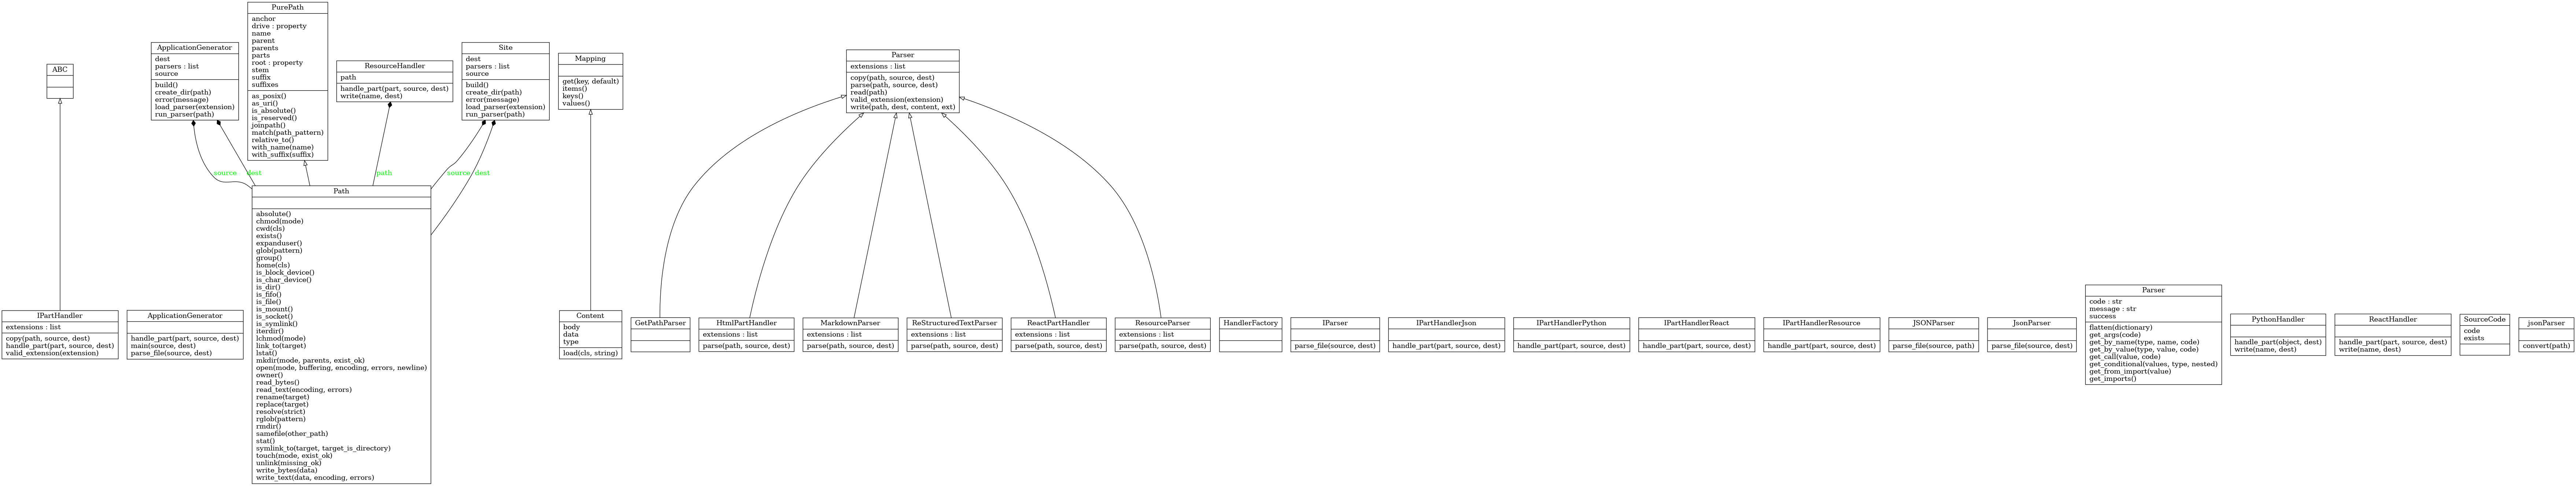 PurePath
anchor
drive : property
name
parent
parents
parts
root : property
stem
suffix
suffixes
as_posix()
as_uri()
is_absolute()
is_reserved()
joinpath()
match(path_pattern)
relative_to()
with_name(name)
with_suffix(suffix)
ABC
ApplicationGenerator
dest
parsers : list
source
build()
create_dir(path)
error(message)
load_parser(extension)
run_parser(path)
ResourceHandler
path
handle_part(part, source, dest)
write(name, dest)
Site
dest
parsers : list
source
build()
create_dir(path)
error(message)
load_parser(extension)
run_parser(path)
Mapping
get(key, default)
items()
keys()
values()
Parser
extensions : list
copy(path, source, dest)
parse(path, source, dest)
read(path)
valid_extension(extension)
write(path, dest, content, ext)
source
dest
path
source
dest
IPartHandler
extensions : list
copy(path, source, dest)
handle_part(part, source, dest)
valid_extension(extension)
ApplicationGenerator
handle_part(part, source, dest)
main(source, dest)
parse_file(source, dest)
Path
absolute()
chmod(mode)
cwd(cls)
exists()
expanduser()
glob(pattern)
group()
home(cls)
is_block_device()
is_char_device()
is_dir()
is_fifo()
is_file()
is_mount()
is_socket()
is_symlink()
iterdir()
lchmod(mode)
link_to(target)
lstat()
mkdir(mode, parents, exist_ok)
open(mode, buffering, encoding, errors, newline)
owner()
read_bytes()
read_text(encoding, errors)
rename(target)
replace(target)
resolve(strict)
rglob(pattern)
rmdir()
samefile(other_path)
stat()
symlink_to(target, target_is_directory)
touch(mode, exist_ok)
unlink(missing_ok)
write_bytes(data)
write_text(data, encoding, errors)
Content
body
data
type
load(cls, string)
GetPathParser
HtmlPartHandler
extensions : list
parse(path, source, dest)
MarkdownParser
extensions : list
parse(path, source, dest)
ReStructuredTextParser
extensions : list
parse(path, source, dest)
ReactPartHandler
extensions : list
parse(path, source, dest)
ResourceParser
extensions : list
parse(path, source, dest)
HandlerFactory
IParser
parse_file(source, dest)
IPartHandlerJson
handle_part(part, source, dest)
IPartHandlerPython
handle_part(part, source, dest)
IPartHandlerReact
handle_part(part, source, dest)
IPartHandlerResource
handle_part(part, source, dest)
JSONParser
parse_file(source, path)
JsonParser
parse_file(source, dest)
Parser
code : str
message : str
success
flatten(dictionary)
get_args(code)
get_by_name(type, name, code)
get_by_value(type, value, code)
get_call(value, code)
get_conditional(values, type, nested)
get_from_import(value)
get_imports()
PythonHandler
handle_part(object, dest)
write(name, dest)
ReactHandler
handle_part(part, source, dest)
write(name, dest)
SourceCode
code
exists
jsonParser
convert(path)